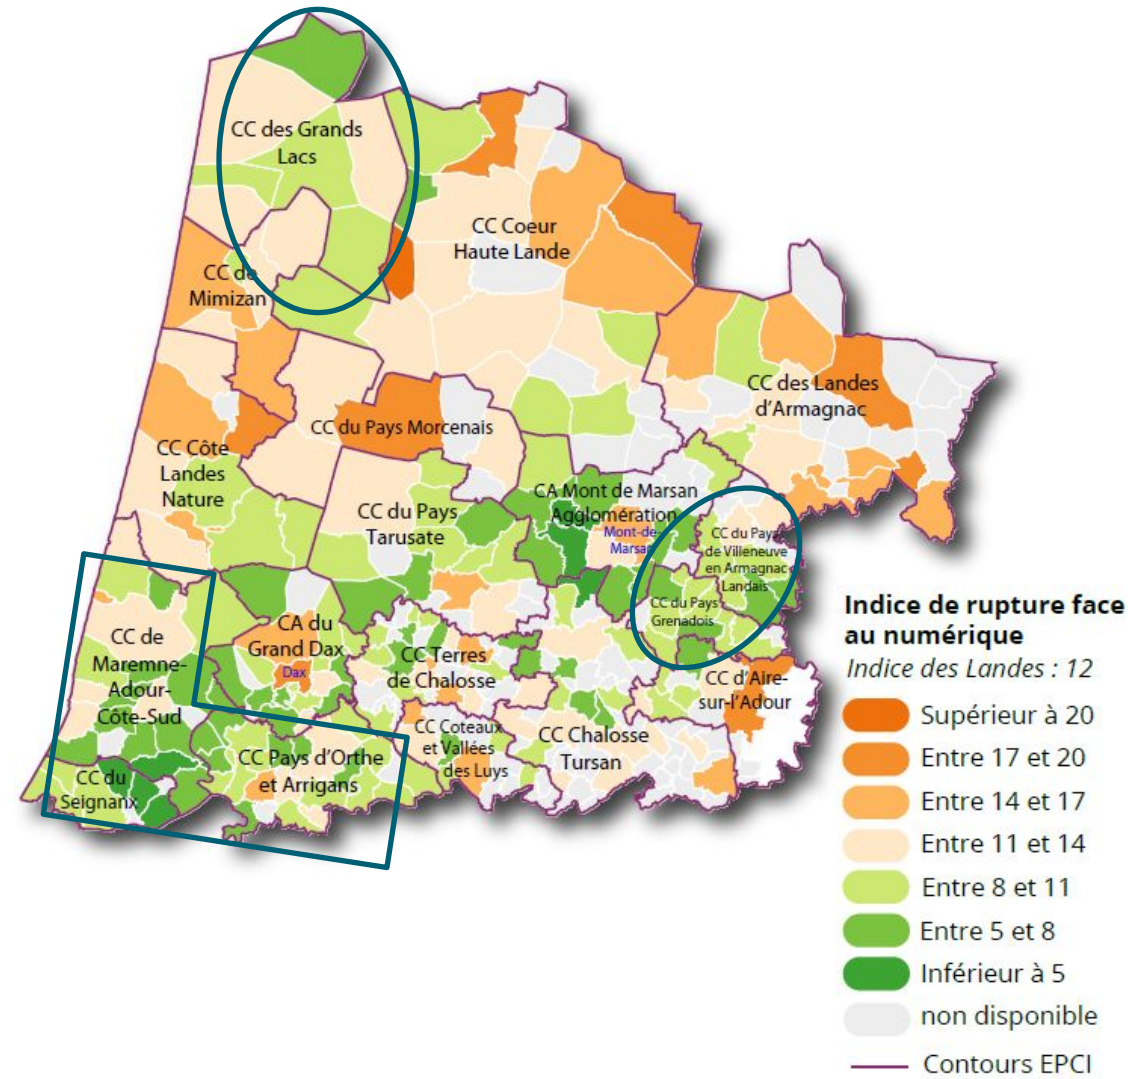 CC des Grands
Lacs
CC Coeur
Haute Lande
CC de
Mimizan
CC des Landes
d'Armagnac
CC du Pays Morcenais
CC Côte
Landes
Nature
CA Mont de Marsan
Agglomération
Mont-de-
Marsan
CC du Pays
Tarusate
CC du Pays
de Villeneuve
en Armagnac
Landais
CC du Pays
Grenadois
CA du
Grand Dax
Dax
CC de
Maremne-
Adour-
Côte-Sud
CC Terres
de Chalosse
CC d'Aire-
sur-l'Adour
CC Coteaux
et Vallées
des Luys
CC Chalosse
Tursan
CC Pays d'Orthe
et Arrigans
CC du
Seignanx
Indice de rupture face
au numérique
Indice des Landes : 12
Supérieur à 20
Entre 17 et 20
Entre 14 et 17
Entre 11 et 14
Entre 8 et 11
Entre 5 et 8
Inférieur à 5
non disponible
Contours EPCI